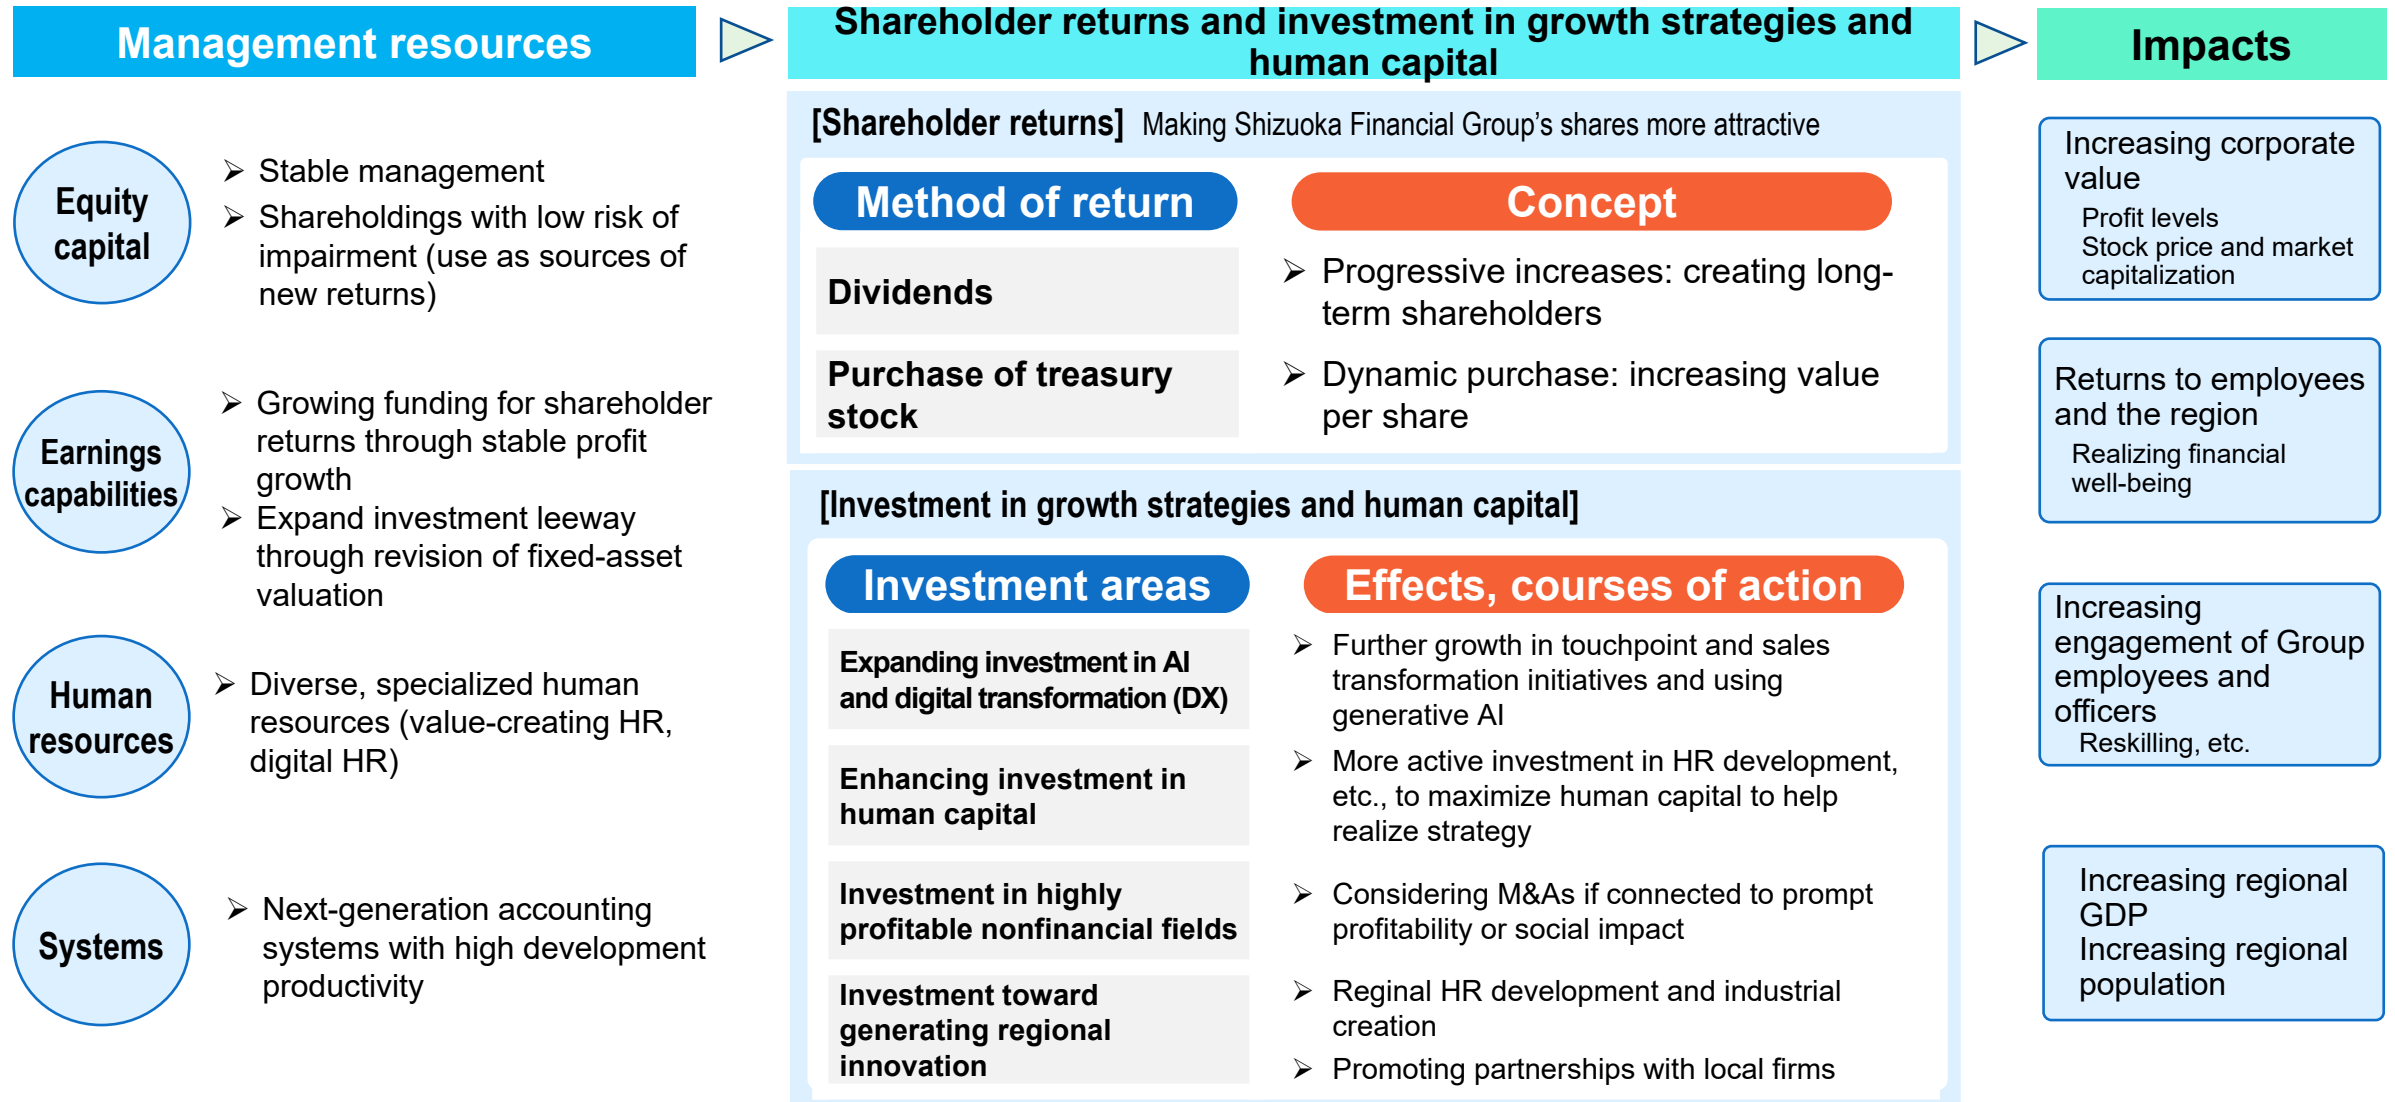 Management resources
Shareholder returns and investment in growth strategies and
human capital
Impacts
Equity
capital
➢ Stable management
➢ Shareholdings with low risk of
impairment (use as sources of
new returns)
Earnings
capabilities
➢ Growing funding for shareholder
returns through stable profit
growth
➢ Expand investment leeway
through revision of fixed-asset
valuation
Human
resources
➢ Diverse, specialized human
resources (value-creating HR,
digital HR)
Systems
➢ Next-generation accounting
systems with high development
productivity
[Shareholder returns] Making Shizuoka Financial Group’s shares more attractive
Method of return
Concept
Dividends
➢ Progressive increases: creating long-
term shareholders
Purchase of treasury
stock
➢ Dynamic purchase: increasing value
per share
[Investment in growth strategies and human capital]
Investment areas
Effects, courses of action
Expanding investment in AI
and digital transformation (DX)
➢ Further growth in touchpoint and sales
transformation initiatives and using
generative AI
Enhancing investment in
human capital
➢ More active investment in HR development,
etc., to maximize human capital to help
realize strategy
Investment in highly
profitable nonfinancial fields
➢ Considering M&As if connected to prompt
profitability or social impact
Investment toward
generating regional
innovation
➢ Reginal HR development and industrial
creation
➢ Promoting partnerships with local firms
Increasing corporate
value
Profit levels
Stock price and market
capitalization
Returns to employees
and the region
Realizing financial
well-being
Increasing
engagement of Group
employees and
officers
Reskilling, etc.
Increasing regional
GDP
Increasing regional
population